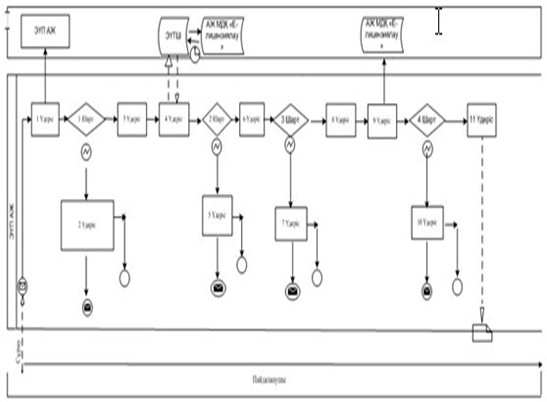 ЭҮП АЖ
ЭҮТШ
АЖ МДҚ «Е-
лицензиялау
»
АЖ МДҚ «Е-
лицензиялау
»
1 Үдеріс
1 Шарт
3 Үдеріс
4 Үдеріс
2 Шарт
6 Үдеріс
3 Шарт
8 Үдеріс
9 Үдеріс
4 Шарт
11 Үдеріс
2 Үдеріс
5 Үдеріс
7 Үдеріс
10 Үдеріс
ЭҮП АЖ
Пайдаланушы